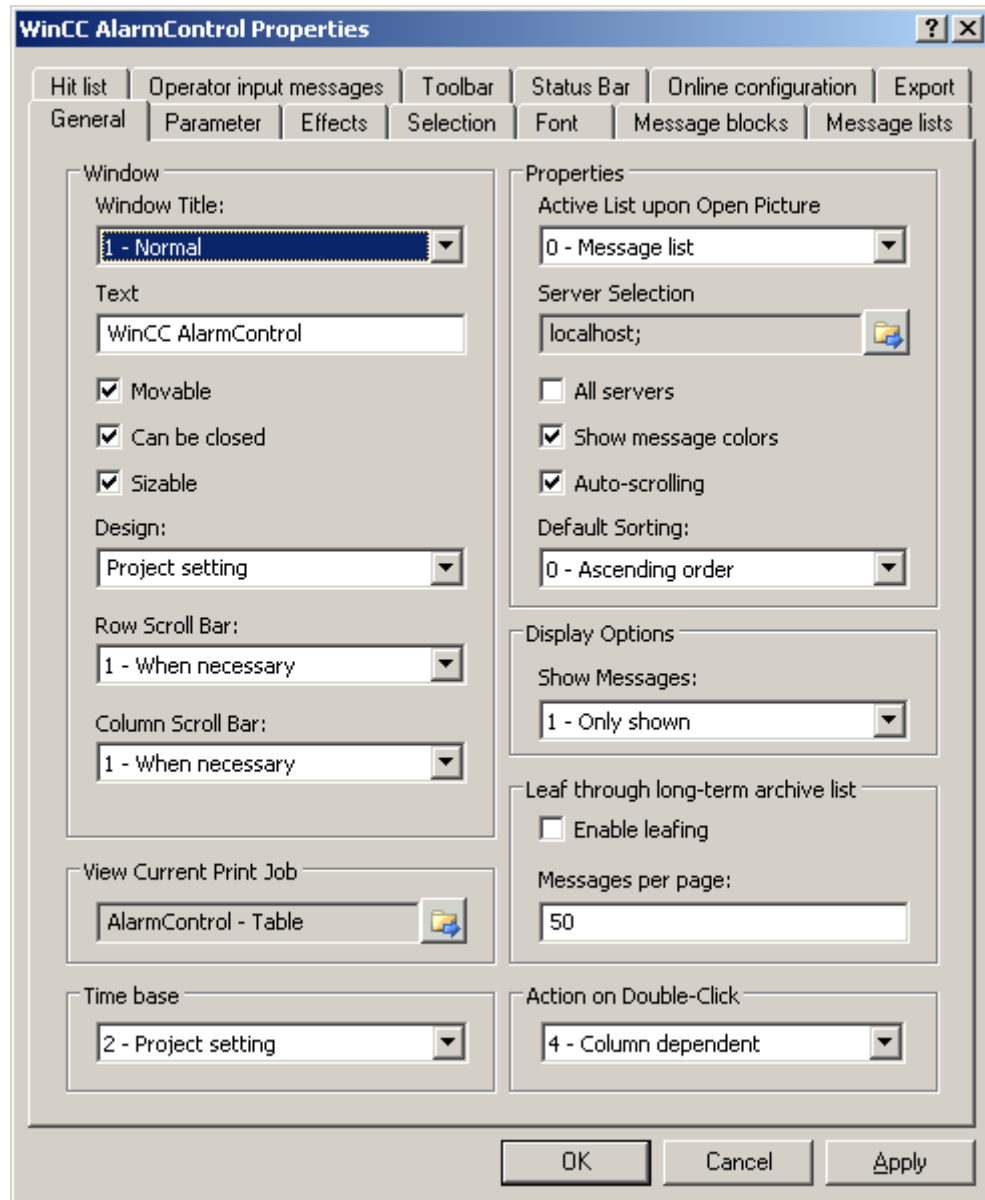 WinCC AlarmControl Properties
Hit list
Operator input messages
Toolbar
Status Bar
Online configuration
Export
General
Parameter
Effects
Selection
Font
Message blocks
Message lists
Window
Window Title:
1 - Normal
Text
WinCC AlarmControl
Movable
Can be closed
Sizable
Design:
Project setting
Row Scroll Bar:
1 - When necessary
Column Scroll Bar:
1 - When necessary
View Current Print Job
AlarmControl - Table
Time base
2 - Project setting
Properties
Active List upon Open Picture
0 - Message list
Server Selection
localhost;
All servers
Show message colors
Auto-scrolling
Default Sorting:
0 - Ascending order
Display Options
Show Messages:
1 - Only shown
Leaf through long-term archive list
Enable leafing
Messages per page:
50
Action on Double-Click
4 - Column dependent
OK
Cancel
Apply